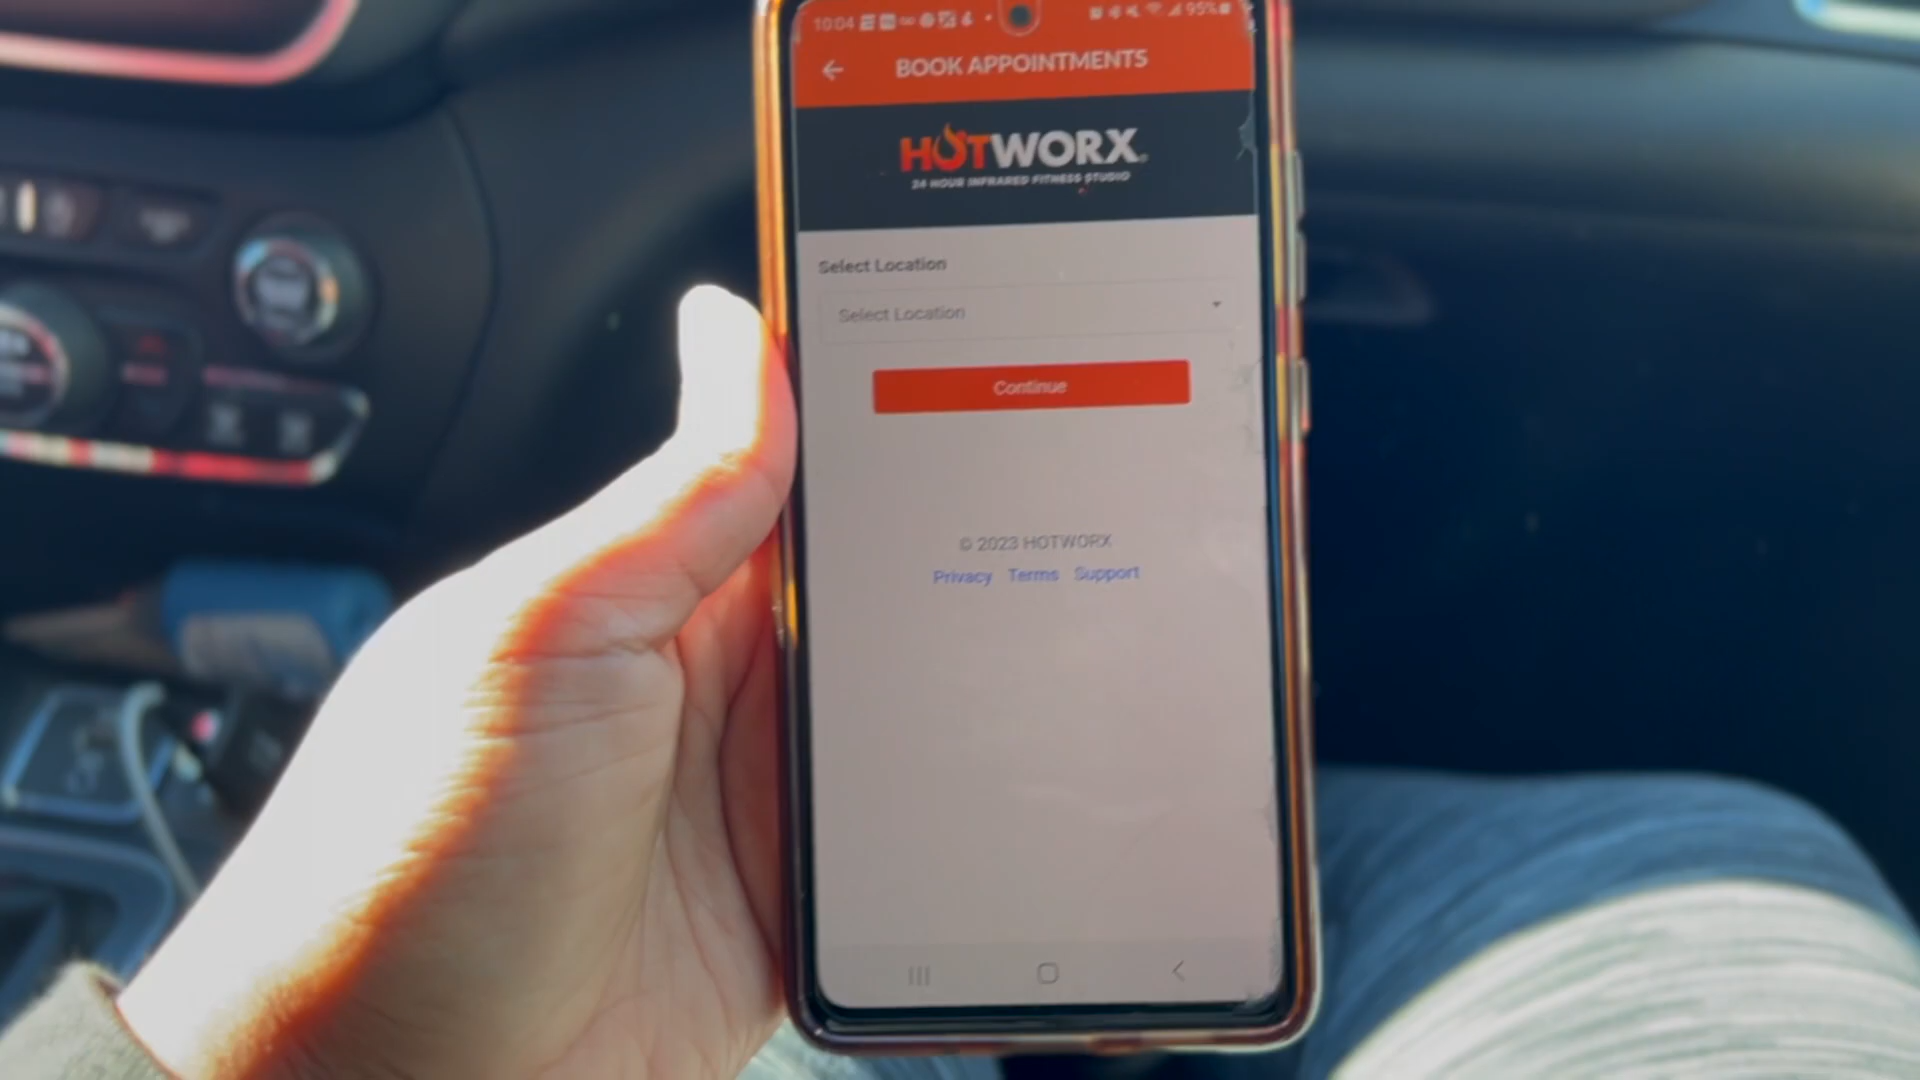 10:04
95%
BOOK APPOINTMENTS
HOTWORX
24 HOUR INFRARED FITNESS STUDIO
Select Location
Select Location
Continue
© 2023 HOTWORX
Privacy Terms Support